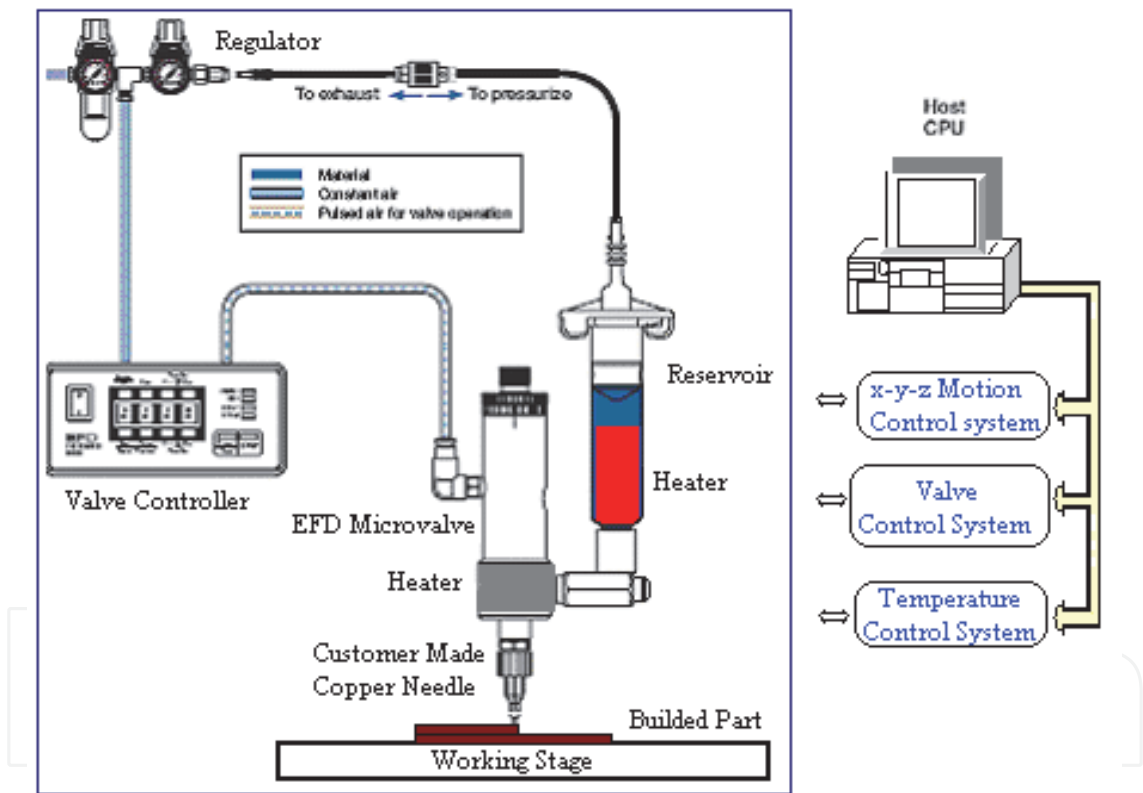 Regulator
To exhaust
To pressurize
Material
Constant air
Pulsed air for valve operation
Host
CPU
Reservoir
x-y-z Motion
Control system
Heater
Valve
Control System
Valve Controller
EFD Microvalve
Heater
Temperature
Control System
Customer Made
Copper Needle
Builded Part
Working Stage